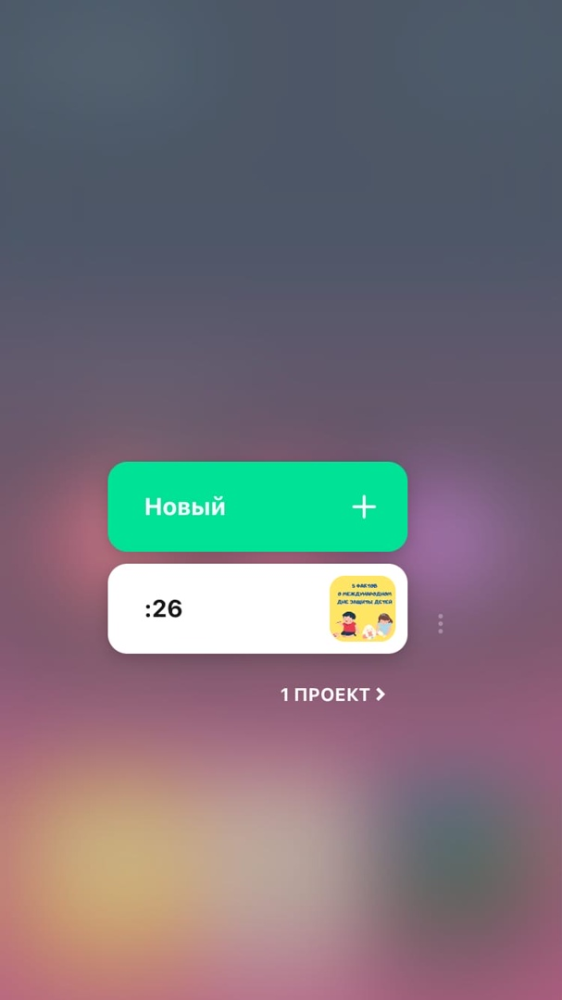 Новый
:26
5 ФАКТОВ
О МЕЖДУНАРОДНОМ
ДНЕ ЗАЩИТЫ ДЕТЕЙ
1 ПРОЕКТ